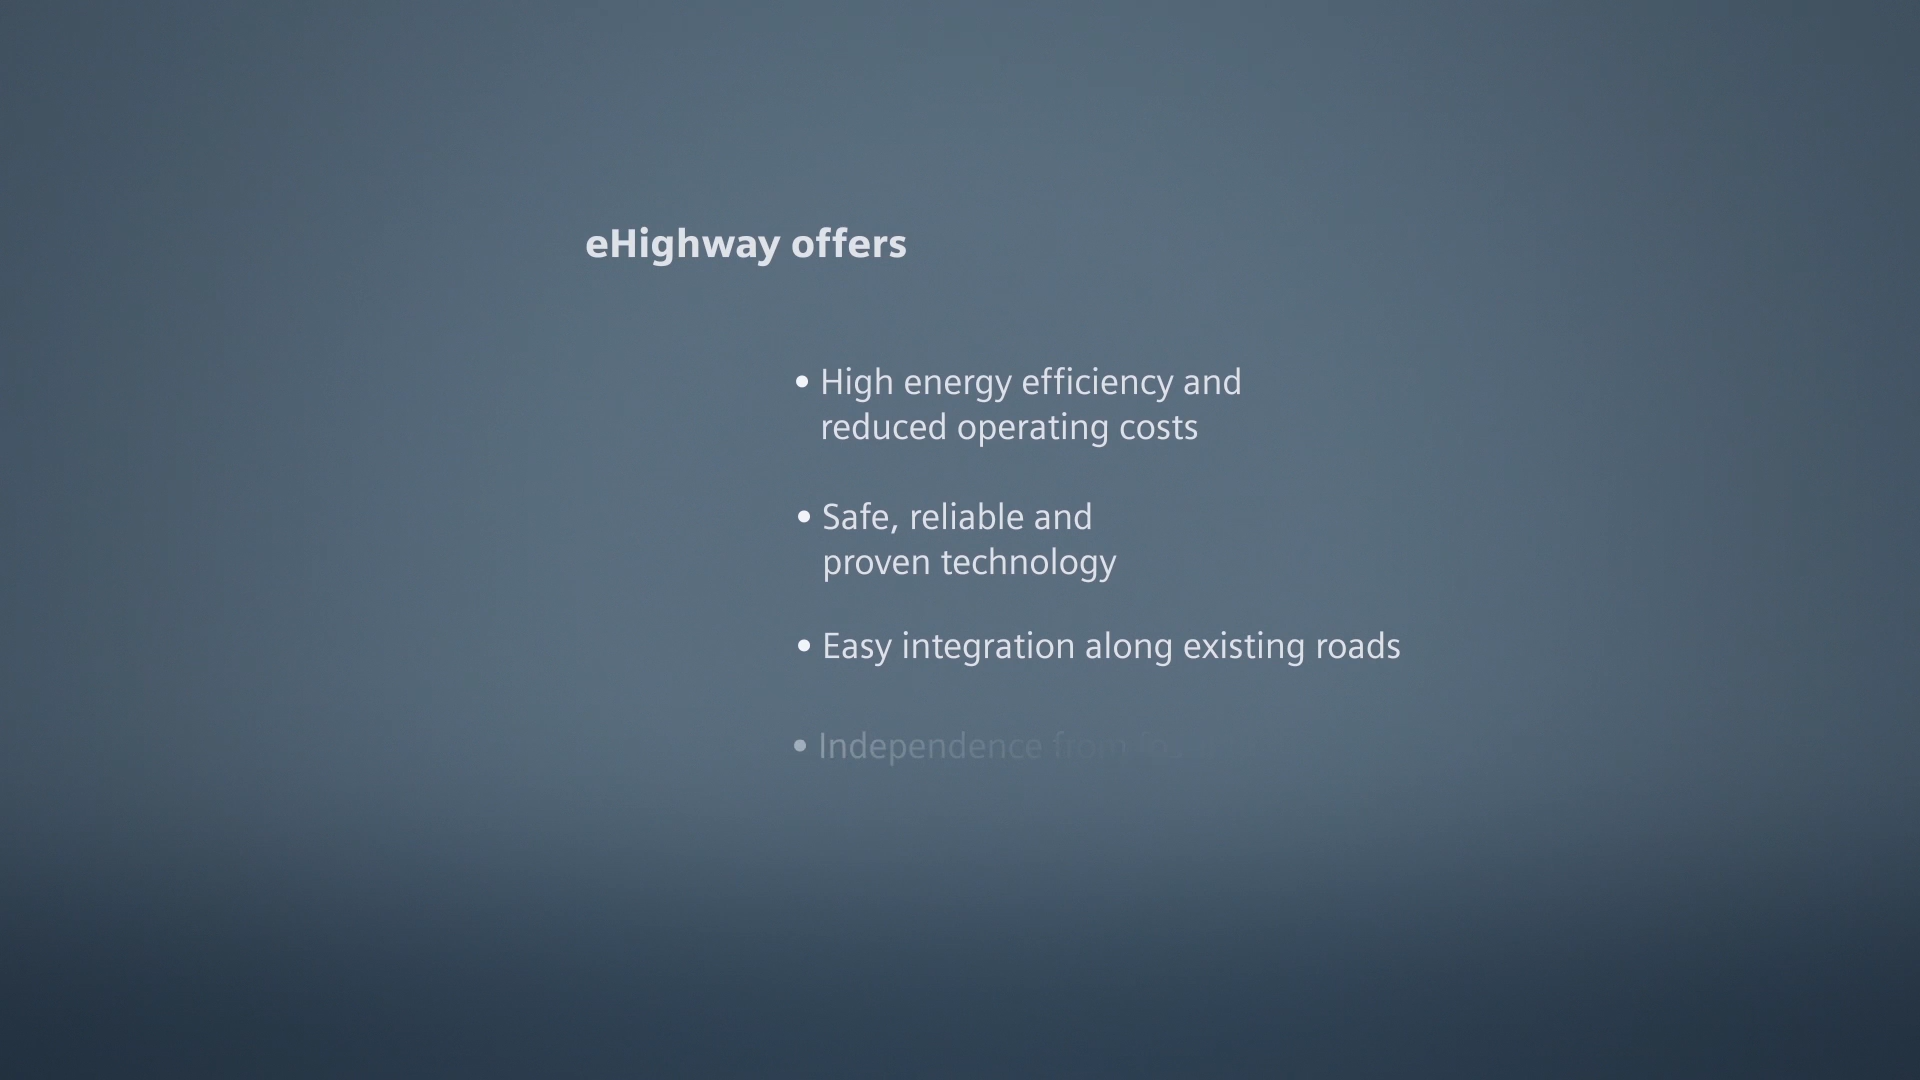 eHighway offers
• High energy efficiency and
reduced operating costs
• Safe, reliable and
proven technology
• Easy integration along existing roads
• Independence from